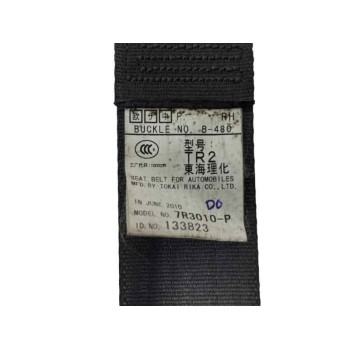 RH
BUCKLE NO. B-480
CCC
型号:
TR2
東海理化
SEAT BELT FOR AUTOMOBILES
MFD. BY TOKAI RIKA CO., LTD.
IN JUNE 2010
DO
MODEL NO. 7R3010-P
ID.NO. 133823